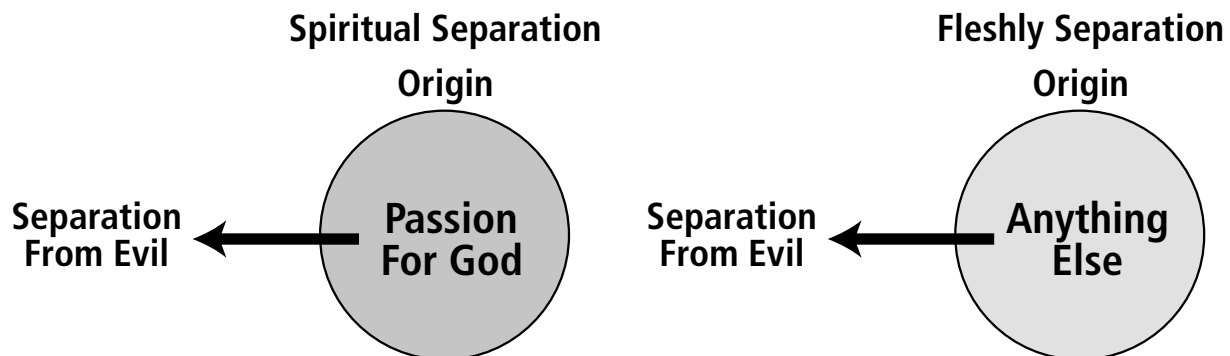 Spiritual Separation
Origin
Separation
From Evil
Passion
For God
Fleshly Separation
Origin
Separation
From Evil
Anything
Else